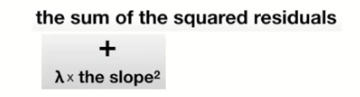 the sum of the squared residuals
+
λ× the slope²